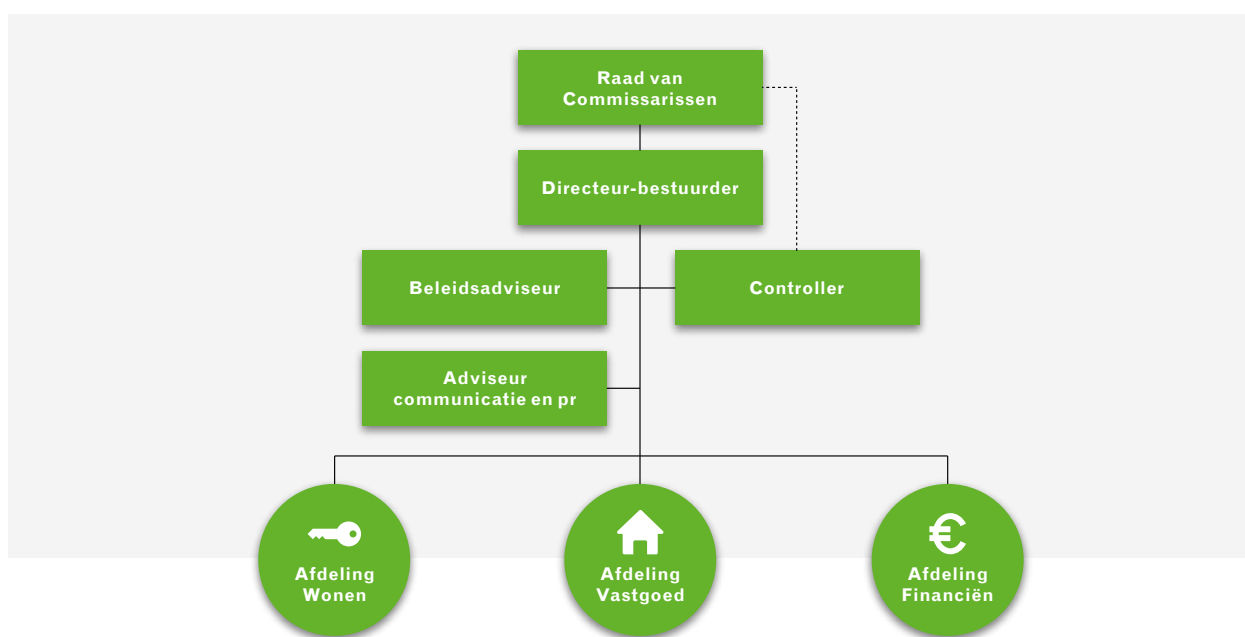 Raad van
Commissarissen
Directeur-bestuurder
Beleidsadviseur
Controller
Adviseur
communicatie en pr
Afdeling
Wonen
Afdeling
Vastgoed
€
Afdeling
Financiën